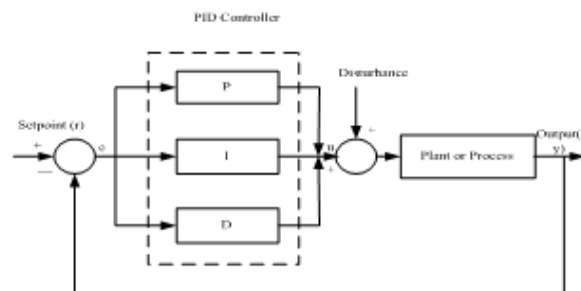 PID Controller
Disturbance
P
Setpoint (r)
+
Output(
+
e
I
u
Plant or Process
y)
—
+
D